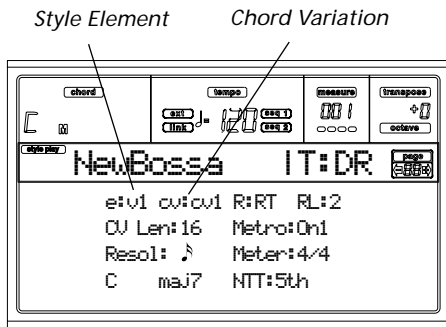 Style Element Chord Variation
chord tempo measure transpose
C M ext link ♩= 120 seq 1 seq 2 001 +0 octave
style play NewBossa IT:DR page
e:v1 cv:cv1 R:RT RL:2
CV Len:16 Metro:On1
Resol: ♪ Meter:4/4
C maj7 NTT:5th